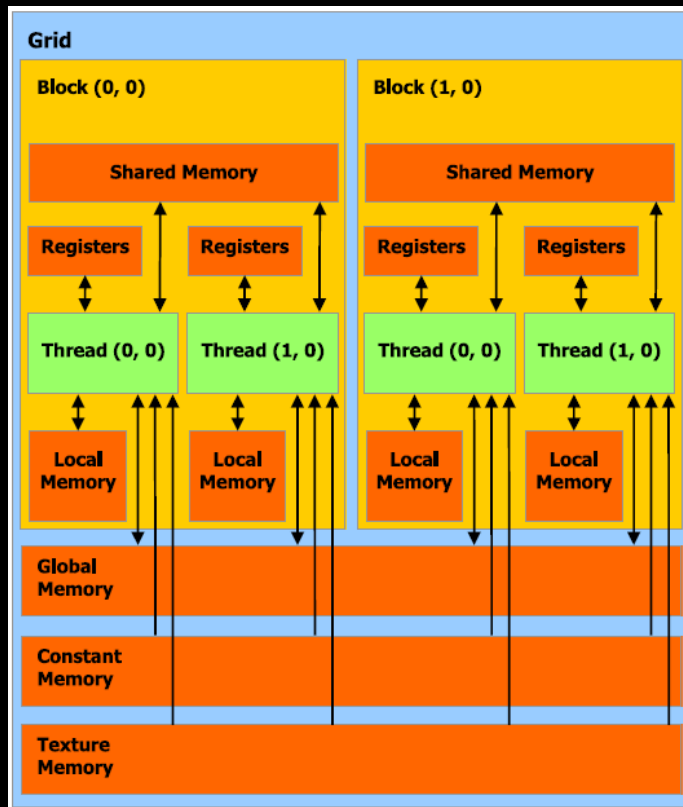 Grid
Block (0, 0)
Block (1, 0)
Shared Memory
Shared Memory
Registers
Registers
Registers
Registers
Thread (0, 0)
Thread (1, 0)
Thread (0, 0)
Thread (1, 0)
Local
Memory
Local
Memory
Local
Memory
Local
Memory
Global
Memory
Constant
Memory
Texture
Memory